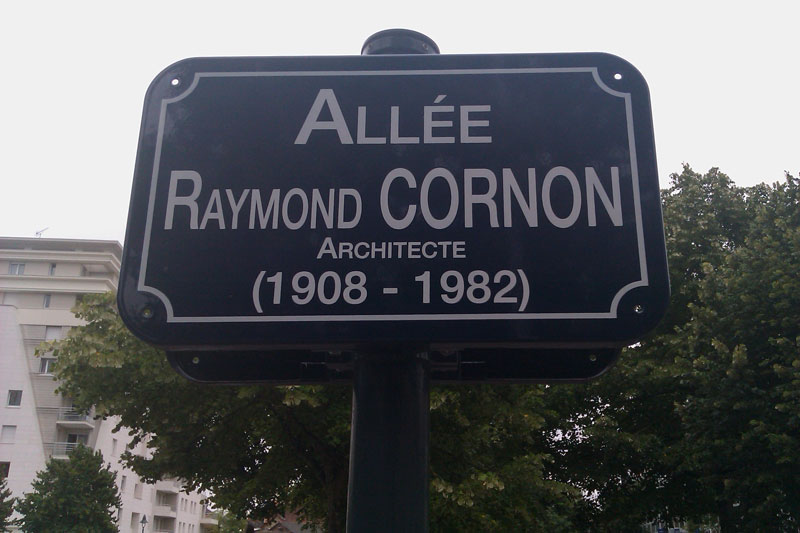 ALLÉE
RAYMOND CORNON
ARCHITECTE
(1908 - 1982)